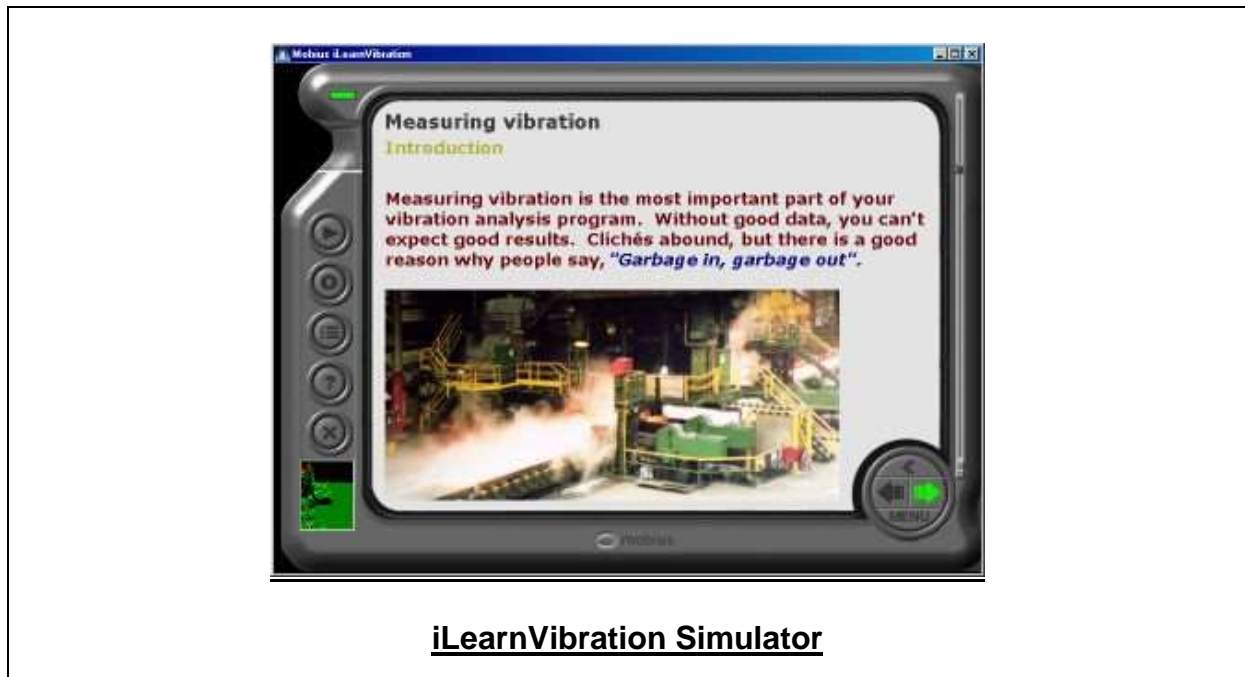 Mobius iLearnVibration
Measuring vibration
Introduction
Measuring vibration is the most important part of your
vibration analysis program. Without good data, you can't
expect good results. Clichés abound, but there is a good
reason why people say, "Garbage in, garbage out".
MENU
mobius
iLearnVibration Simulator